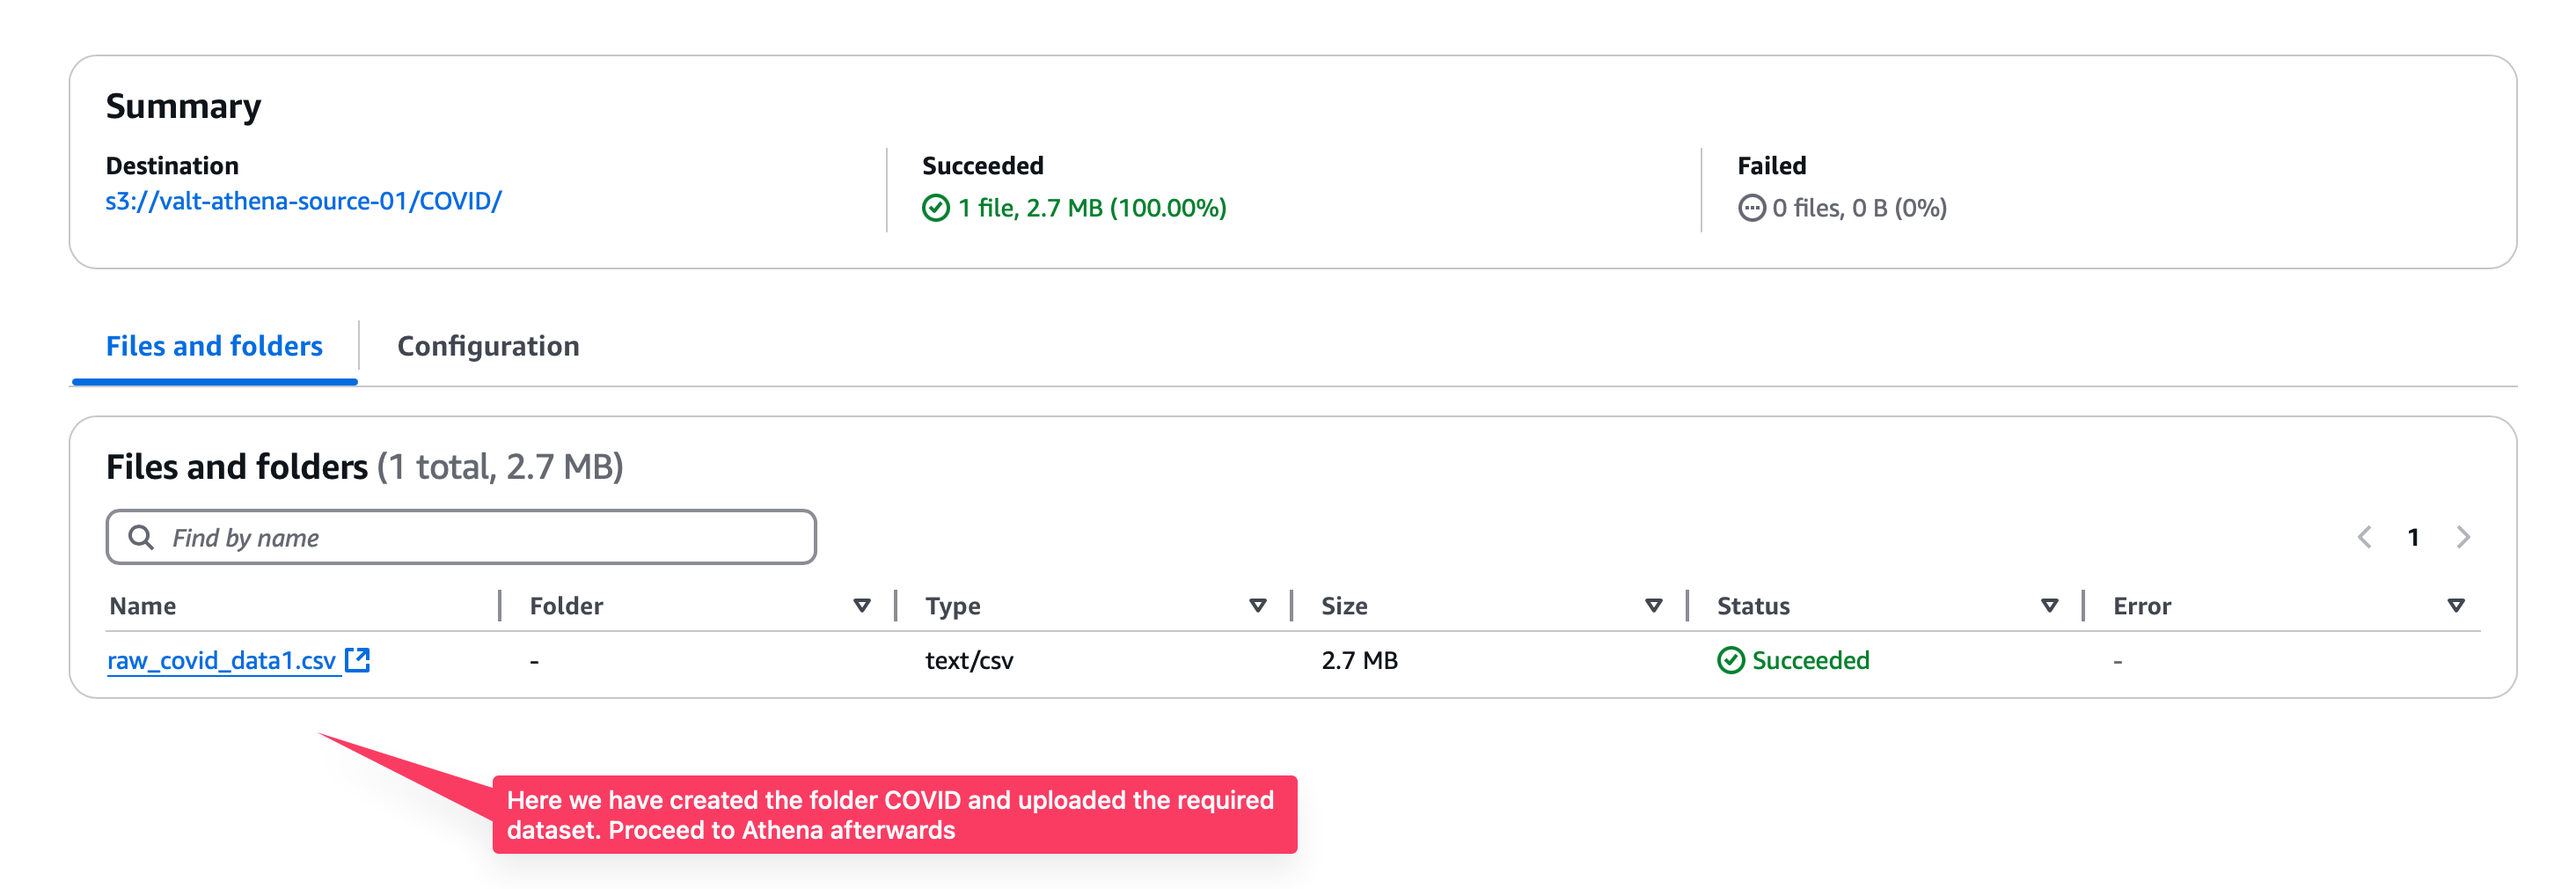 Summary
Destination
s3://valt-athena-source-01/COVID/
Succeeded
1 file, 2.7 MB (100.00%)
Failed
0 files, 0 B (0%)
Files and folders
Configuration
Files and folders (1 total, 2.7 MB)
Find by name
1
Name Folder Type Size Status Error
raw_covid_data1.csv - text/csv 2.7 MB Succeeded -
Here we have created the folder COVID and uploaded the required
dataset. Proceed to Athena afterwards